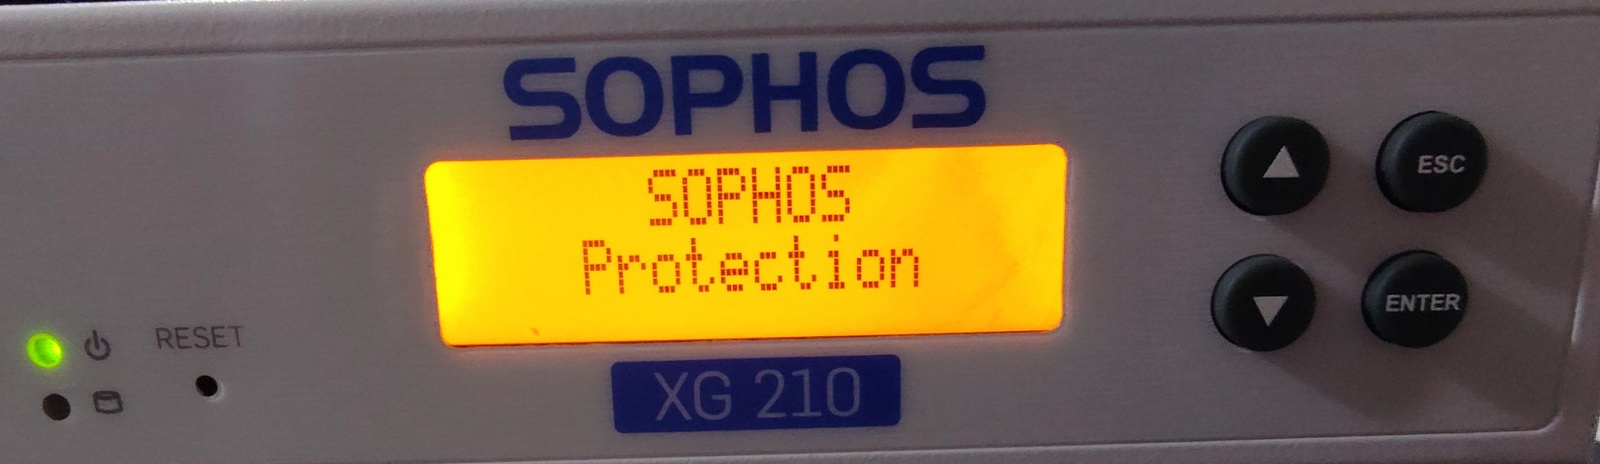 SOPHOS
SOPHOS
Protection
XG 210
RESET
ESC
ENTER